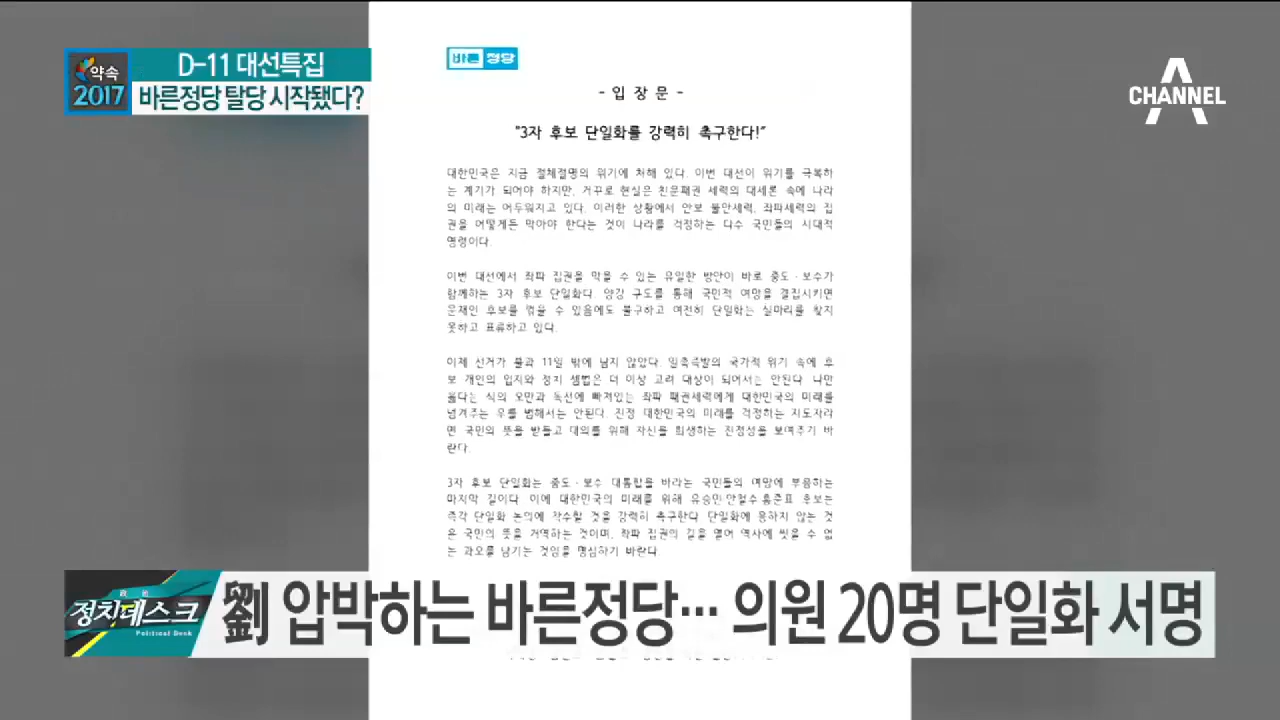 약속
2017
D-11 대선특집
바른정당 탈당 시작됐다?
CHANNEL
바른 정당
- 입 장 문 -
"3자 후보 단일화를 강력히 촉구한다!"
대한민국은 지금 절체절명의 위기에 처해 있다. 이번 대선이 위기를 극복하
는 계기가 되어야 하지만, 거꾸로 현실은 친문패권 세력의 대세론 속에 나라
의 미래는 어두워지고 있다. 이러한 상황에서 안보 불안세력, 좌파세력의 집
권을 어떻게든 막아야 한다는 것이 나라를 걱정하는 다수 국민들의 시대적
명령이다.
이번 대선에서 좌파 집권을 막을 수 있는 유일한 방안이 바로 중도·보수가
함께하는 3자 후보 단일화다. 양강 구도를 통해 국민적 여망을 결집시키면
문재인 후보를 꺾을 수 있음에도 불구하고 여전히 단일화는 실마리를 찾지
못하고 표류하고 있다.
이제 선거가 불과 11일 밖에 남지 않았다. 일촉즉발의 국가적 위기 속에 후
보 개인의 입지와 정치 셈법은 더 이상 고려 대상이 되어서는 안된다. 나만
옳다는 식의 오만과 독선에 빠져있는 좌파 패권세력에게 대한민국의 미래를
넘겨주는 우를 범해서는 안된다. 진정 대한민국의 미래를 걱정하는 지도자라
면 국민의 뜻을 받들고 대의를 위해 자신을 희생하는 진정성을 보여주기 바
란다.
3자 후보 단일화는 중도·보수 대통합을 바라는 국민들의 여망에 부응하는
마지막 길이다. 이에 대한민국의 미래를 위해 유승민·안철수·홍준표 후보는
즉각 단일화 논의에 착수할 것을 강력히 촉구한다. 단일화에 응하지 않는 것
은 국민의 뜻을 거역하는 것이며, 좌파 집권의 길을 열어 역사에 씻을 수 없
는 과오를 남기는 것임을 명심하기 바란다.
정치데스크
Political Desk
劉 압박하는 바른정당… 의원 20명 단일화 서명